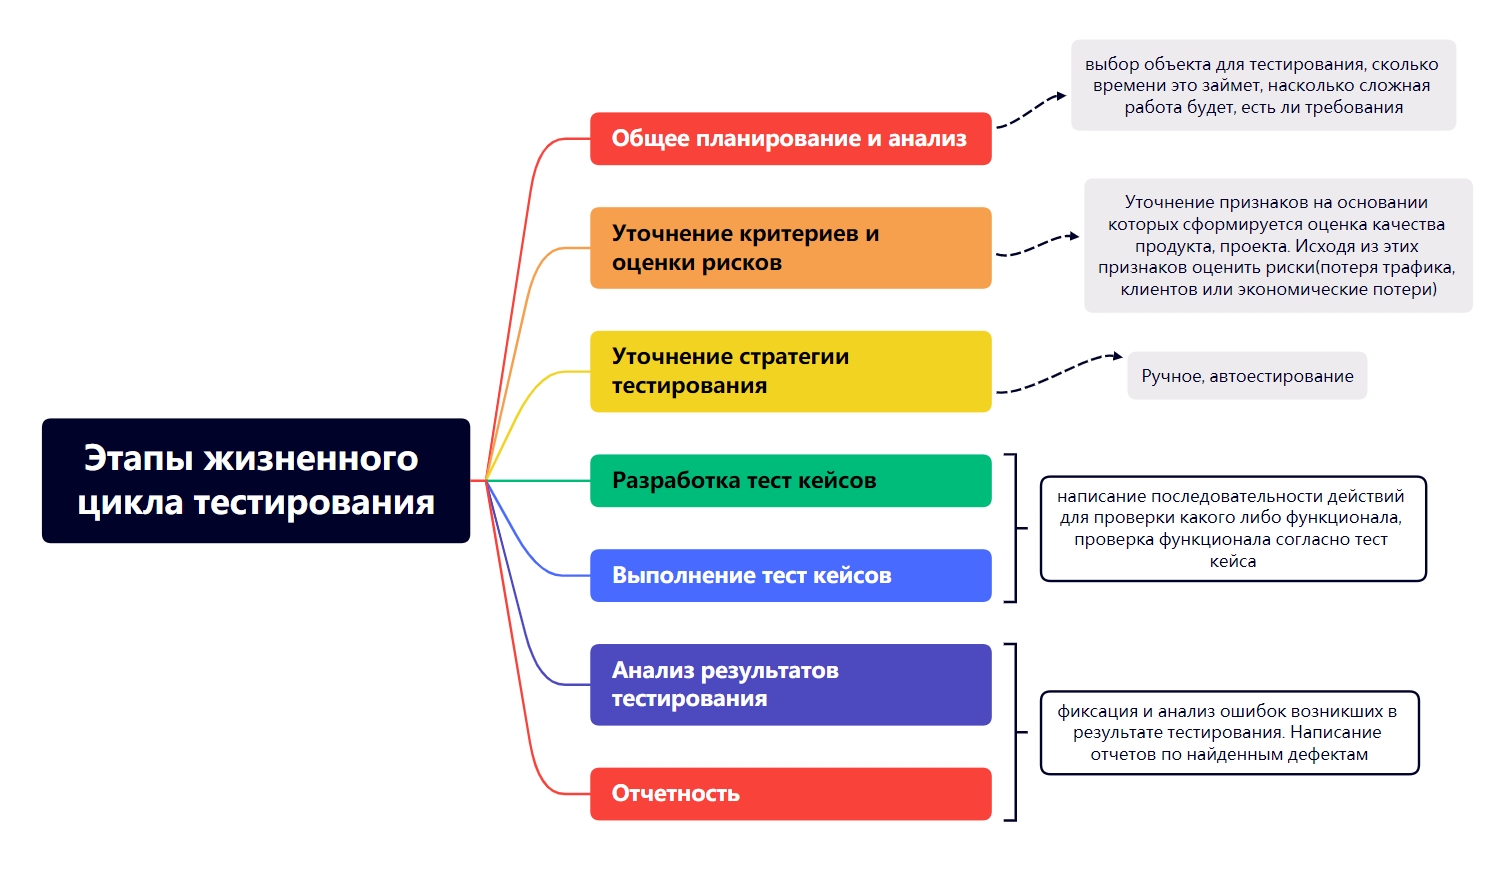 Этапы жизненного
цикла тестирования
Общее планирование и анализ
выбор объекта для тестирования, сколько
времени это займет, насколько сложная
работа будет, есть ли требования
Уточнение критериев и
оценки рисков
Уточнение признаков на основании
которых сформируется оценка качества
продукта, проекта. Исходя из этих
признаков оценить риски(потеря трафика,
клиентов или экономические потери)
Уточнение стратегии
тестирования
Ручное, автоестирование
Разработка тест кейсов
Выполнение тест кейсов
написание последовательности действий
для проверки какого либо функционала,
проверка функционала согласно тест
кейса
Анализ результатов
тестирования
Отчетность
фиксация и анализ ошибок возникших в
результате тестирования. Написание
отчетов по найденным дефектам